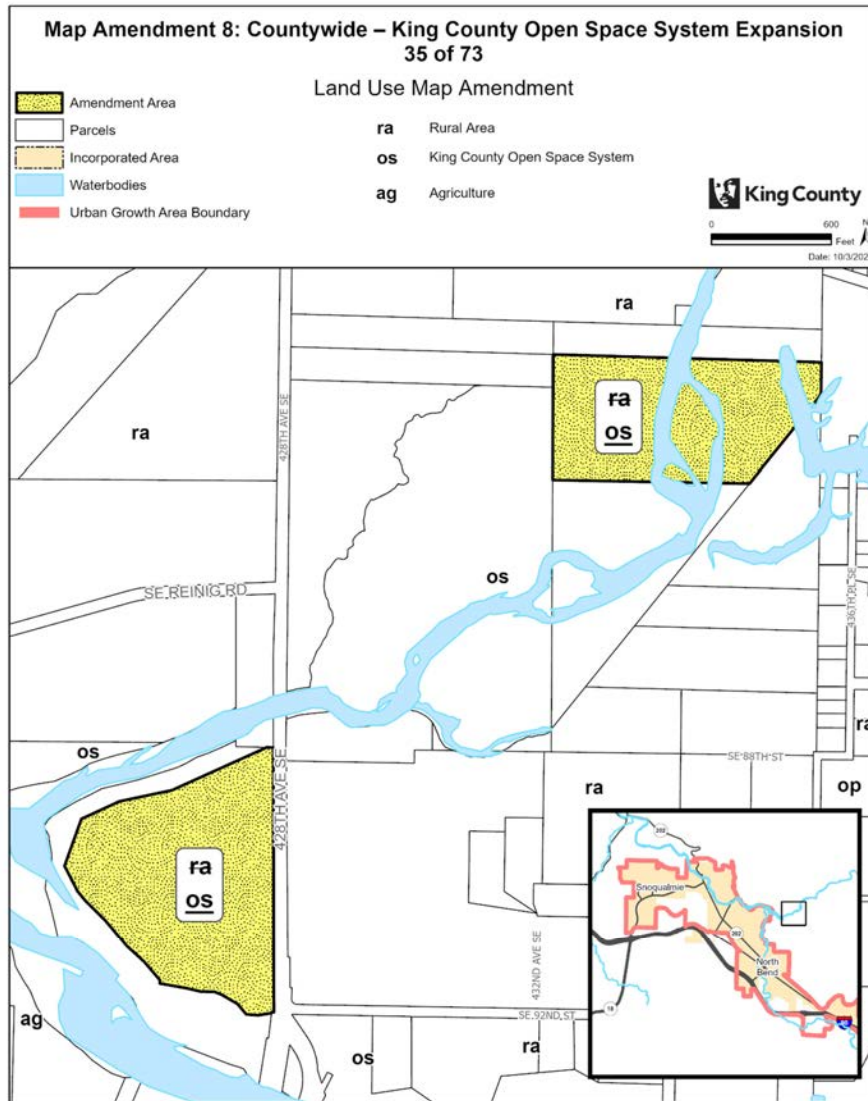 Map Amendment 8: Countywide – King County Open Space System Expansion
35 of 73
Land Use Map Amendment
Amendment Area
Parcels
Incorporated Area
Waterbodies
Urban Growth Area Boundary
ra Rural Area
os King County Open Space System
ag Agriculture
King County
0 600
Feet
N
Date: 10/3/202
ra
ra
os
ra
428TH AVE SE
os
SE REINIG RD
436TH PL SE
os
ra
SE 88TH ST
428TH AVE SE
ra
op
ra
os
432ND AVE SE
ag
SE 92ND ST
os
ra
202
Snoqualmie
202
North
Bend
18